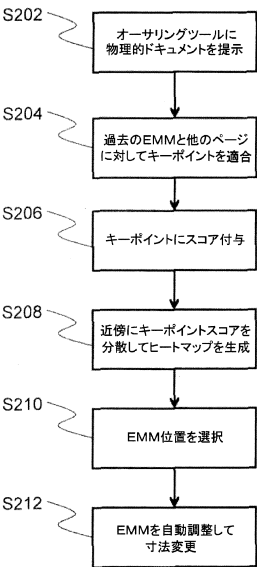 S202
オーサリングツールに
物理的ドキュメントを提示
S204
過去のEMMと他のページ
に対してキーポイントを適合
S206
キーポイントにスコア付与
S208
近傍にキーポイントスコアを
分散してヒートマップを生成
S210
EMM位置を選択
S212
EMMを自動調整して
寸法変更